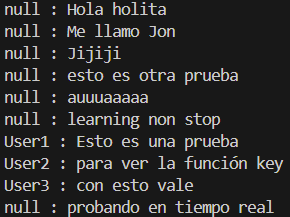 null : Hola holita
null : Me llamo Jon
null : Jijiji
null : esto es otra prueba
null : auuuaaaaa
null : learning non stop
User1 : Esto es una prueba
User2 : para ver la función key
User3 : con esto vale
null : probando en tiempo real